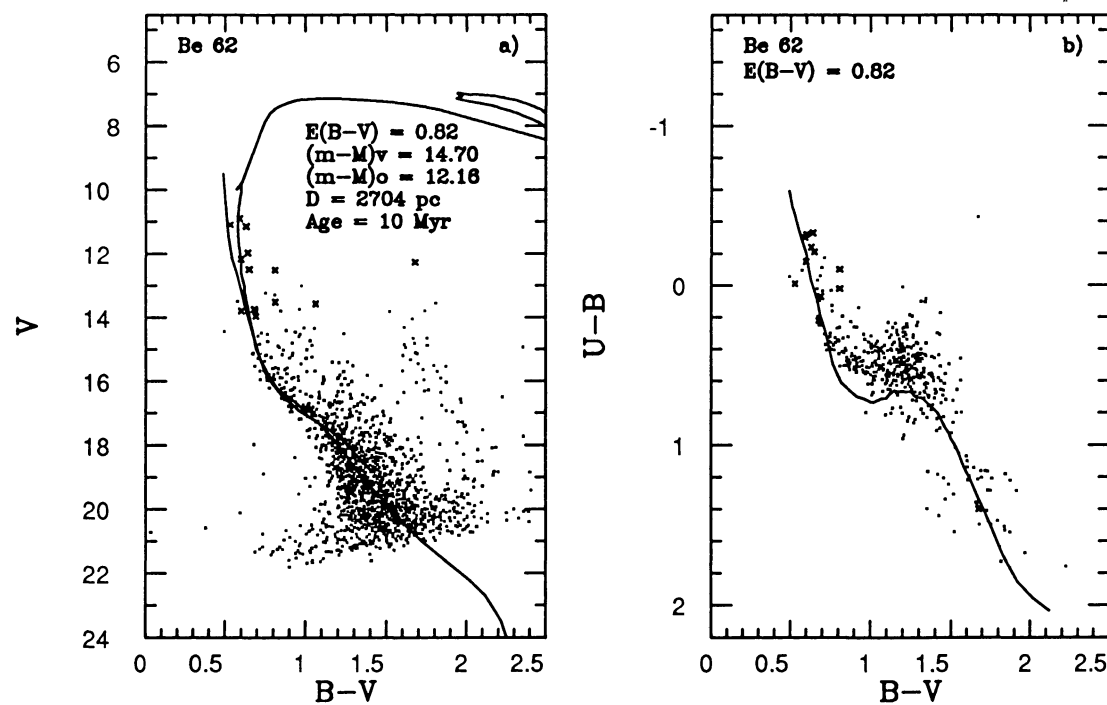 Be 62
a)
E(B-V) = 0.82
(m-M)v = 14.70
(m-M)o = 12.16
D = 2704 pc
Age = 10 Myr
V
6
8
10
12
14
16
18
20
22
24
0
0.5
1
1.5
2
2.5
B-V
Be 62
b)
E(B-V) = 0.82
U-B
-1
0
1
2
0
0.5
1
1.5
2
2.5
B-V